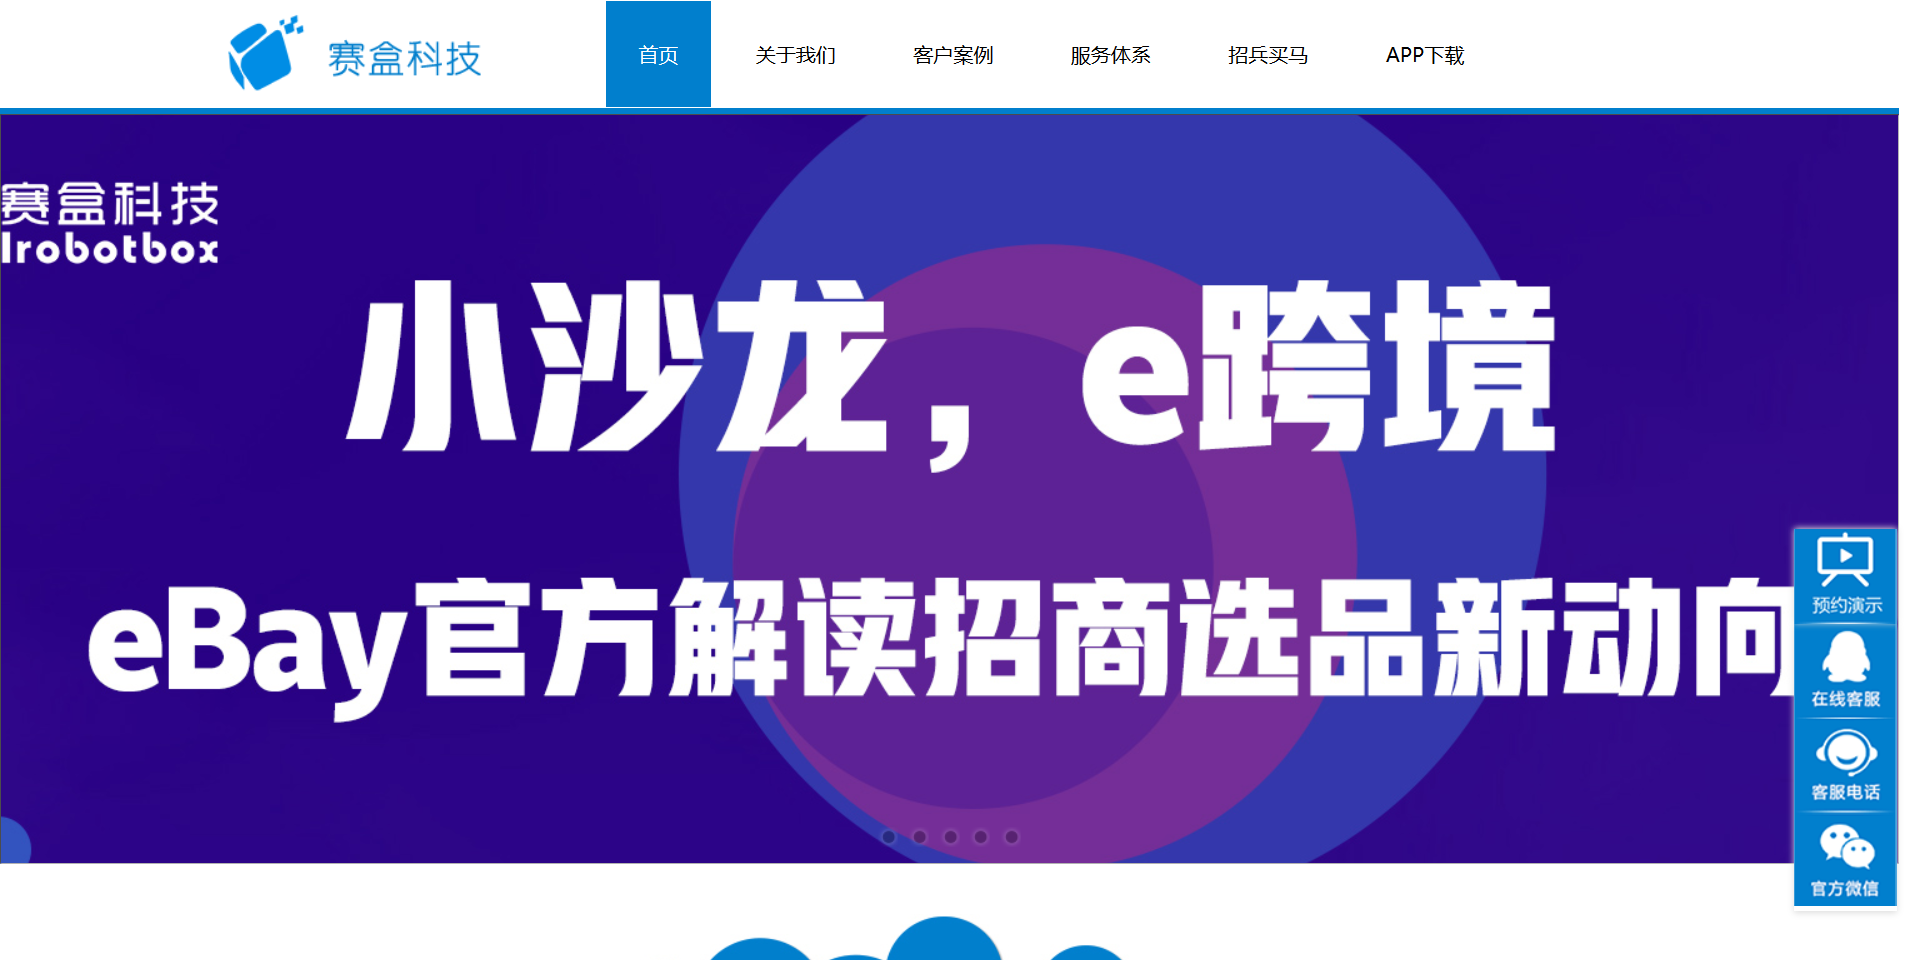 赛盒科技
首页 关于我们 客户案例 服务体系 招兵买马 APP下载
赛盒科技
Irobotbox
小沙龙，e跨境
eBay官方解读招商选品新动向
预约演示
在线客服
客服电话
官方微信